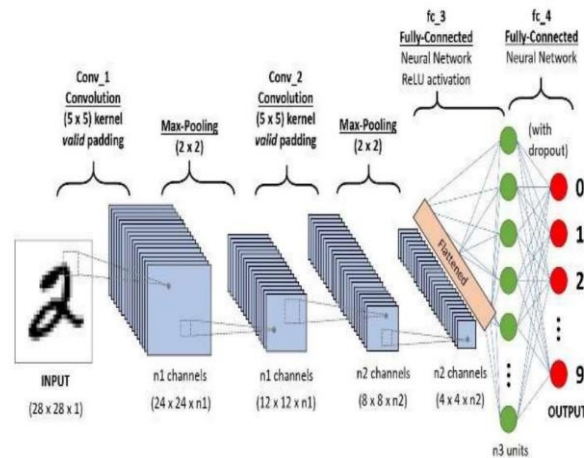 fc_3
Fully-Connected
Neural Network
ReLU activation
fc_4
Fully-Connected
Neural Network
Conv_1
Convolution
(5 x 5) kernel
valid padding
Max-Pooling
(2 x 2)
Conv_2
Convolution
(5 x 5) kernel
valid padding
Max-Pooling
(2 x 2)
(with
dropout)
Flattened
2
0
1
2
9
INPUT
(28 x 28 x 1)
n1 channels
(24 x 24 x n1)
n1 channels
(12 x 12 x n1)
n2 channels
(8 x 8 x n2)
n2 channels
(4 x 4 x n2)
OUTPUT
n3 units